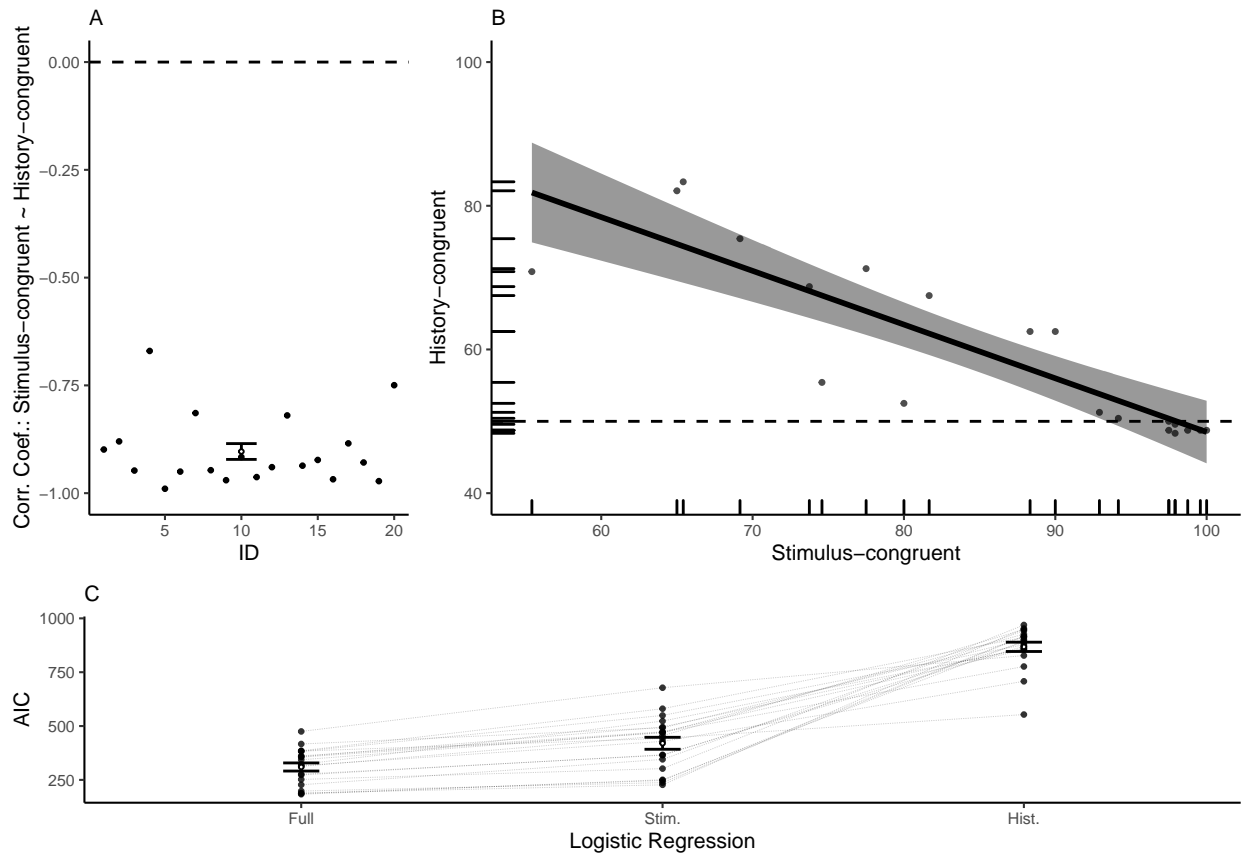 A
Corr. Coef.: Stimulus−congruent ~ History−congruent
0.00
−0.25
−0.50
−0.75
−1.00
5
10
15
20
ID
B
History−congruent
100
80
60
40
60
70
80
90
100
Stimulus−congruent
C
AIC
1000
750
500
250
Full
Stim.
Hist.
Logistic Regression